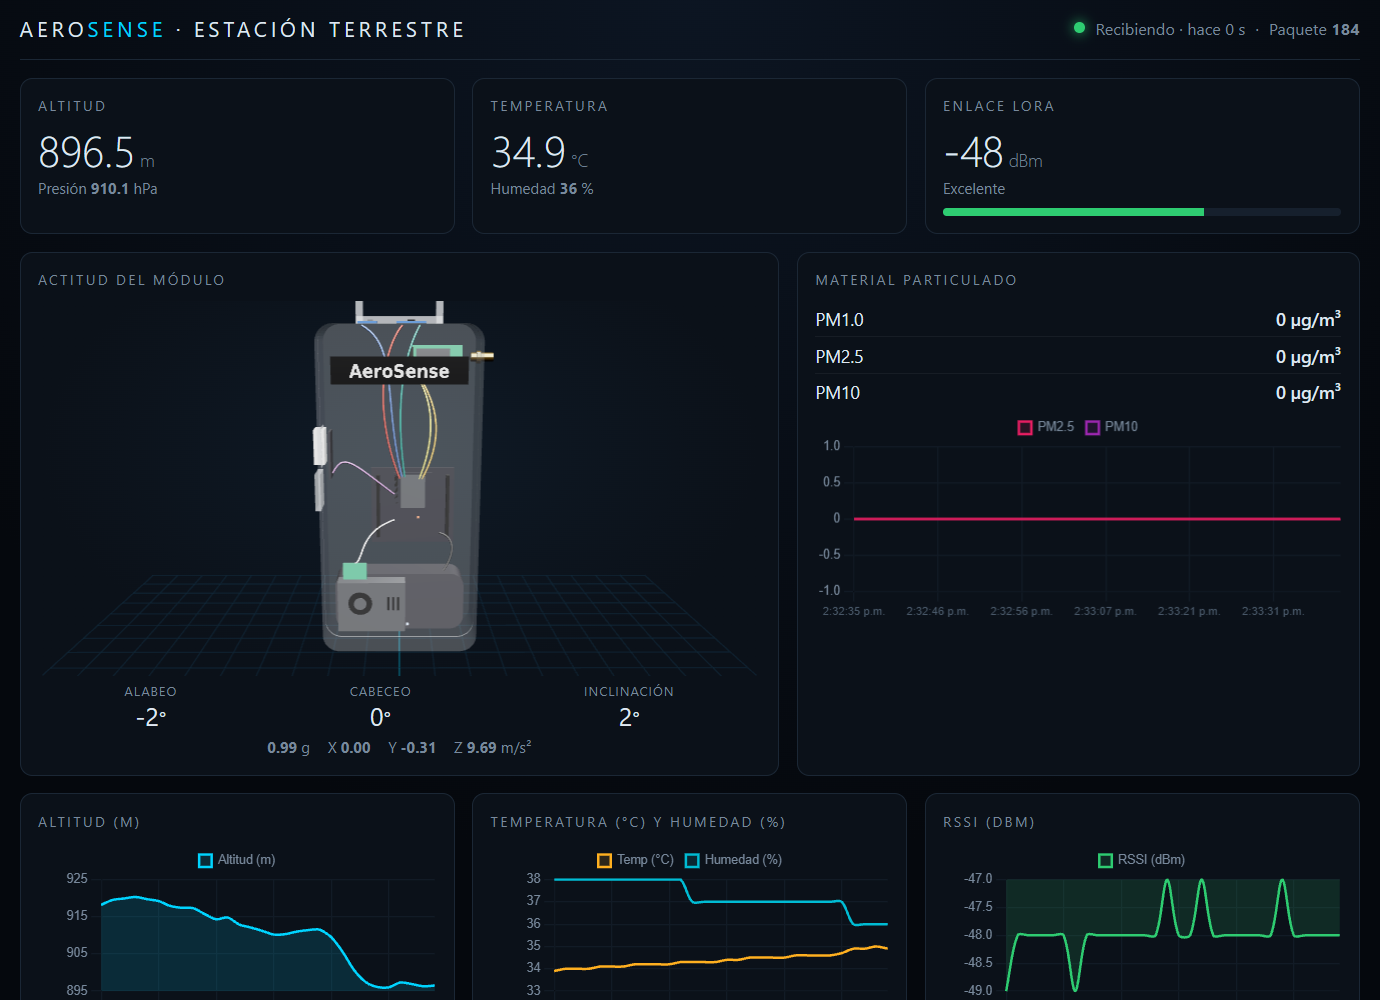 AEROSENSE · ESTACIÓN TERRESTRE
Recibiendo · hace 0 s · Paquete 184
ALTITUD
896.5 m
Presión 910.1 hPa
TEMPERATURA
34.9 °C
Humedad 36 %
ENLACE LORA
-48 dBm
Excelente
ACTITUD DEL MÓDULO
AeroSense
ALABEO
-2°
CABECEO
0°
INCLINACIÓN
2°
0.99 g X 0.00 Y -0.31 Z 9.69 m/s²
MATERIAL PARTICULADO
PM1.0 0 µg/m³
PM2.5 0 µg/m³
PM10 0 µg/m³
PM2.5 PM10
1.0
0.5
0
-0.5
-1.0
2:32:35 p.m. 2:32:46 p.m. 2:32:56 p.m. 2:33:07 p.m. 2:33:21 p.m. 2:33:31 p.m.
ALTITUD (M)
Altitud (m)
925
915
905
895
TEMPERATURA (°C) Y HUMEDAD (%)
Temp (°C) Humedad (%)
38
37
36
35
34
33
RSSI (DBM)
RSSI (dBm)
-47.0
-47.5
-48.0
-48.5
-49.0